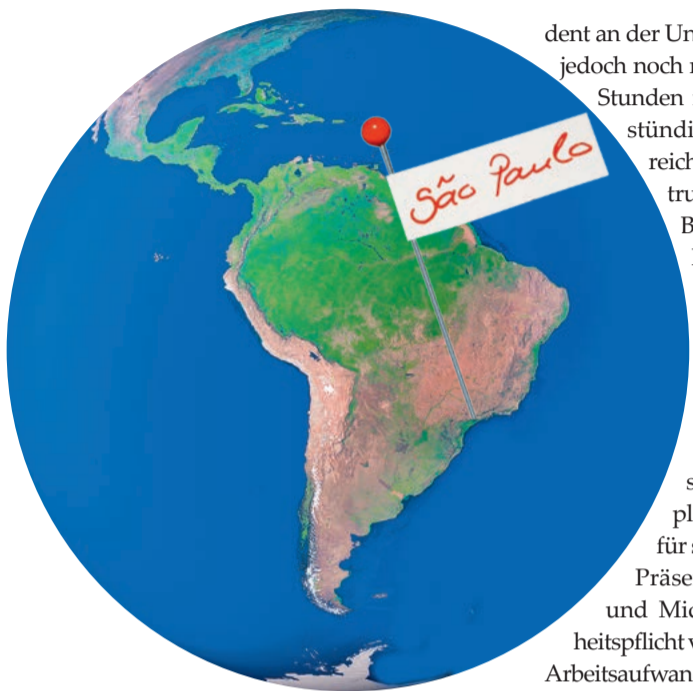 São Paulo
dent an der Un
jedoch noch
Stunden
stündi
reich
tru
B
s
pl
für s
Präse
und Mic
heitspflicht v
Arbeitsaufwan